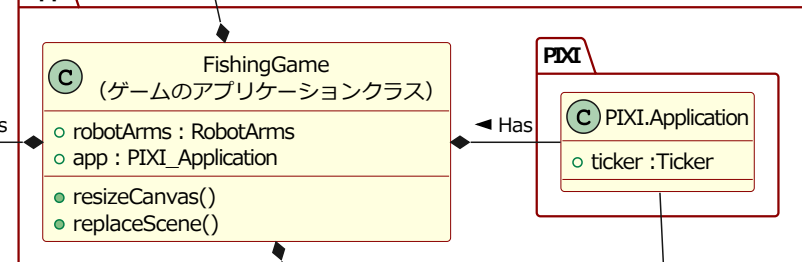 FishingGame
（ゲームのアプリケーションクラス）
C
robotArms : RobotArms
app : PIXI_Application
resizeCanvas()
replaceScene()
◄ Has
PIXI
C PIXI.Application
ticker :Ticker